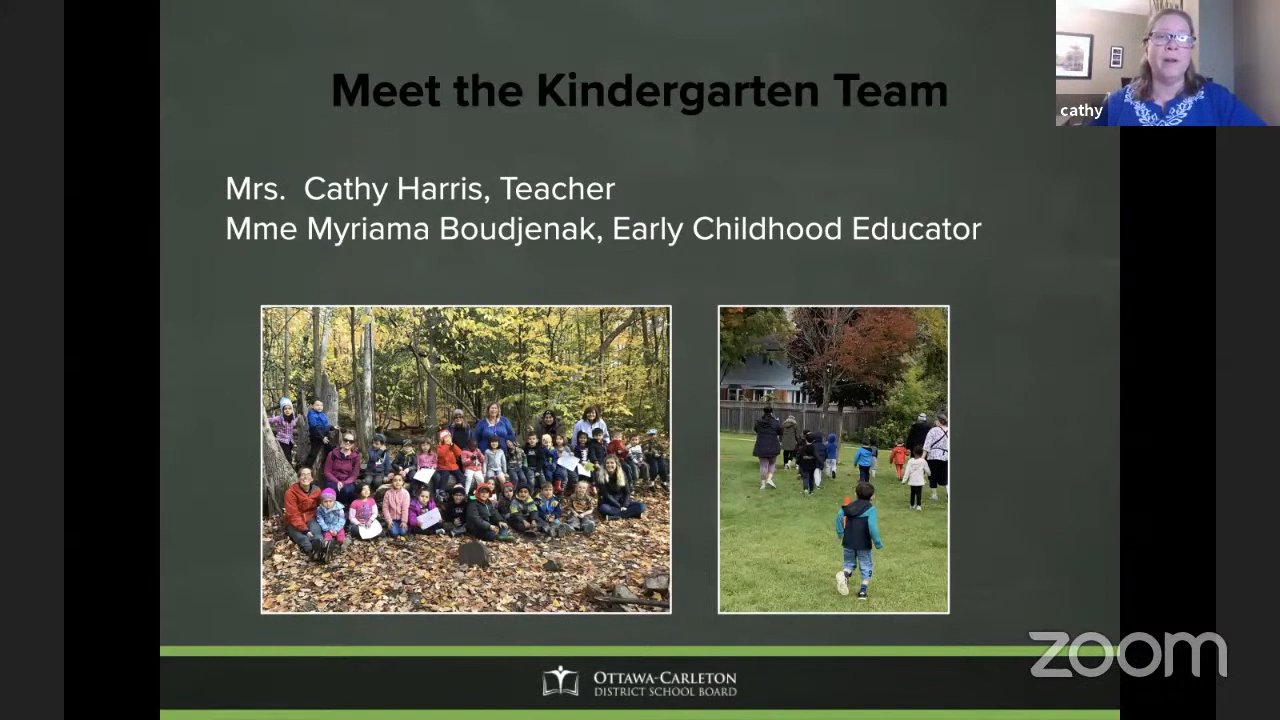 Meet the Kindergarten Team
cathy
Mrs. Cathy Harris, Teacher
Mme Myriama Boudjenak, Early Childhood Educator
zoom
OTTAWA-CARLETON
DISTRICT SCHOOL BOARD